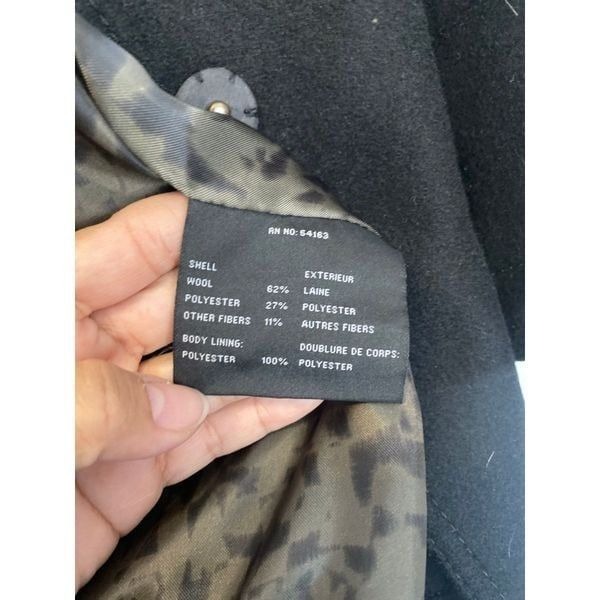 RN NO: 54163
SHELL EXTERIEUR
WOOL 62% LAINE
POLYESTER 27% POLYESTER
OTHER FIBERS 11% AUTRES FIBERS
BODY LINING: DOUBLURE DE CORPS:
POLYESTER 100% POLYESTER